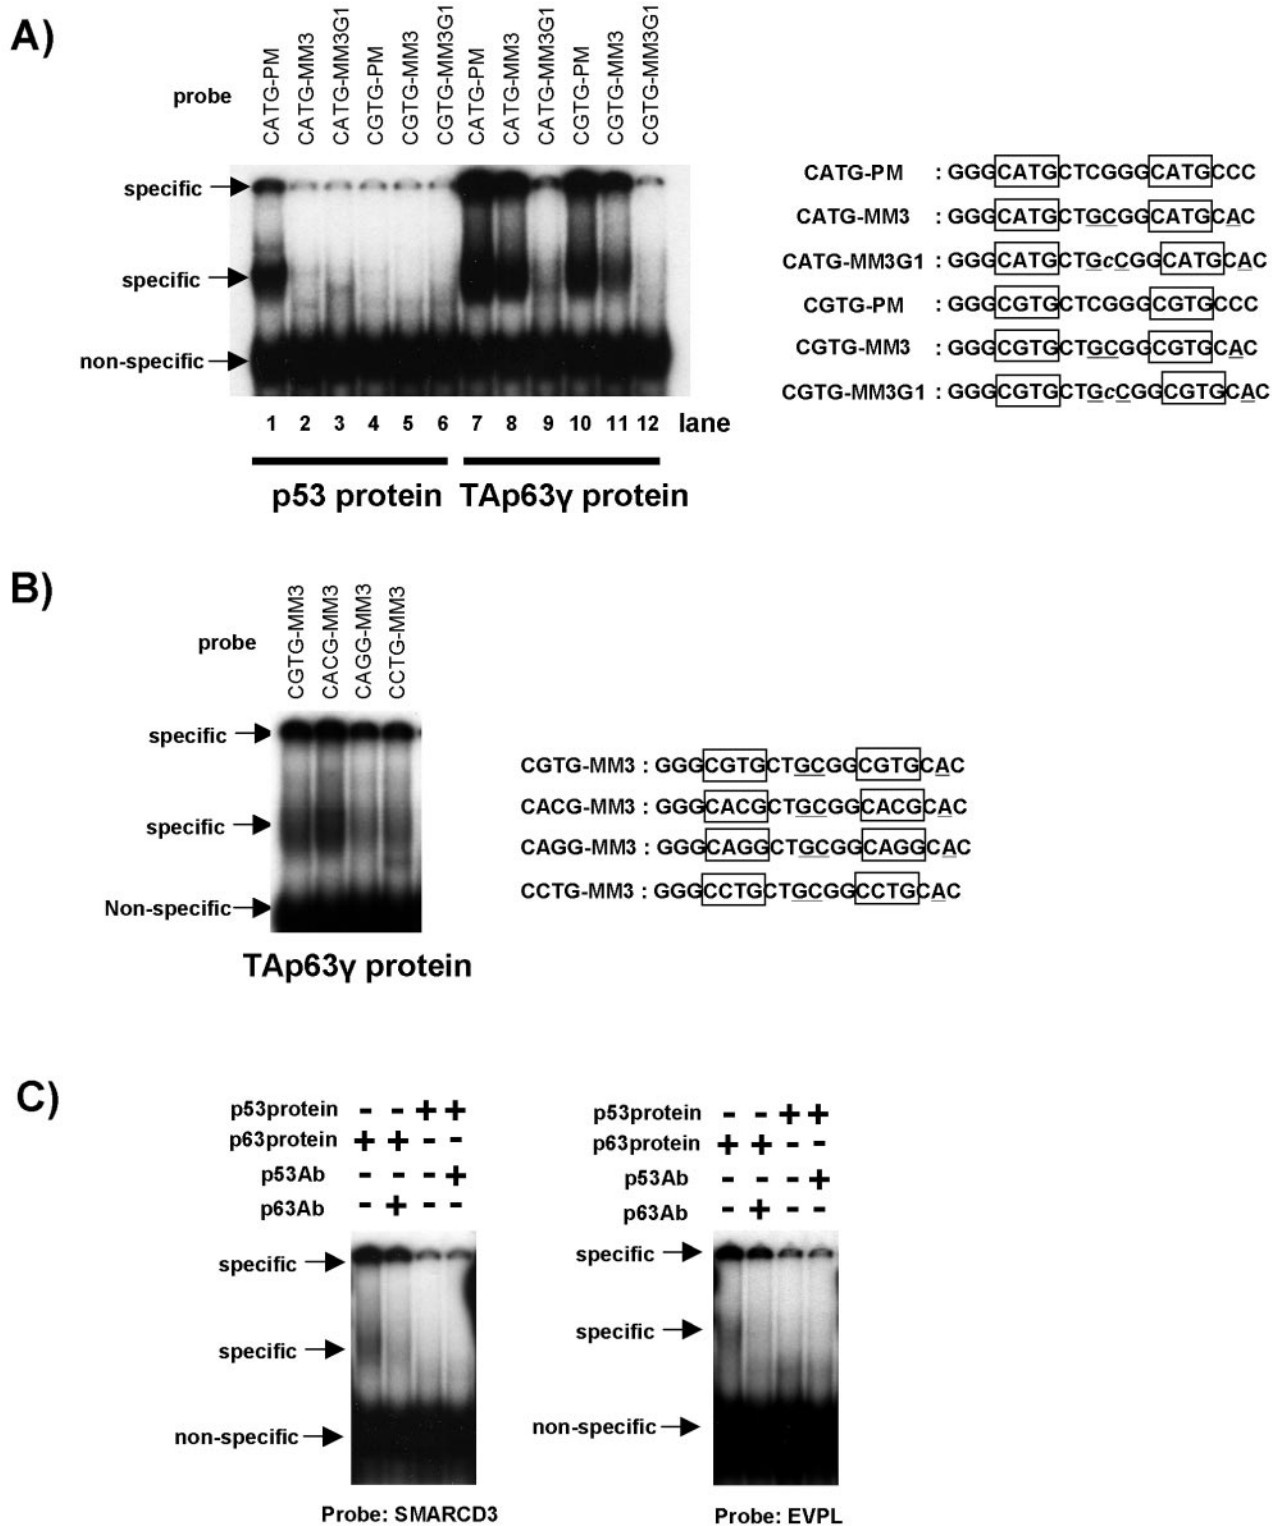 A)
probe
CATG-PM
CATG-MM3
CATG-MM3G1
CGTG-PM
CGTG-MM3
CGTG-MM3G1
CATG-PM
CATG-MM3
CATG-MM3G1
CGTG-PM
CGTG-MM3
CGTG-MM3G1
specific
specific
non-specific
1 2 3 4 5 6 7 8 9 10 11 12 lane
p53 protein TAp63γ protein
CATG-PM : GGGCATGCTCGGGCATGCCC
CATG-MM3 : GGGCATGCTGCGGCATGCAC
CATG-MM3G1 : GGGCATGCTGcCGGCATGCAC
CGTG-PM : GGGCGTGCTCGGGCGTGCCC
CGTG-MM3 : GGGCGTGCTGCGGCGTGCAC
CGTG-MM3G1 : GGGCGTGCTGcCGGCGTGCAC
B)
probe
CGTG-MM3
CACG-MM3
CAGG-MM3
CCTG-MM3
specific
specific
Non-specific
TAp63γ protein
CGTG-MM3 : GGGCGTGCTGCGGCGTGCAC
CACG-MM3 : GGGCACGCTGCGGCACGCAC
CAGG-MM3 : GGGCAGGCTGCGGCAGGCAC
CCTG-MM3 : GGGCCTGCTGCGGCCTGCAC
C)
p53protein - - + +
p63protein + + - -
p53Ab - - - +
p63Ab - + - -
specific
specific
non-specific
Probe: SMARCD3
p53protein - - + +
p63protein + + - -
p53Ab - - - +
p63Ab - + - -
specific
specific
non-specific
Probe: EVPL